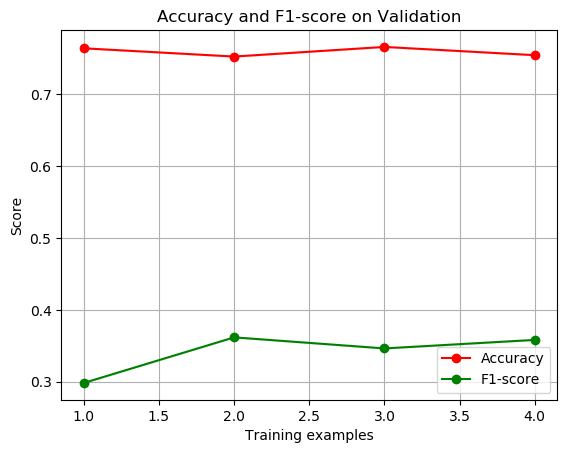 Accuracy and F1-score on Validation
Score
0.7
0.6
0.5
0.4
0.3
Accuracy
F1-score
1.0 1.5 2.0 2.5 3.0 3.5 4.0
Training examples